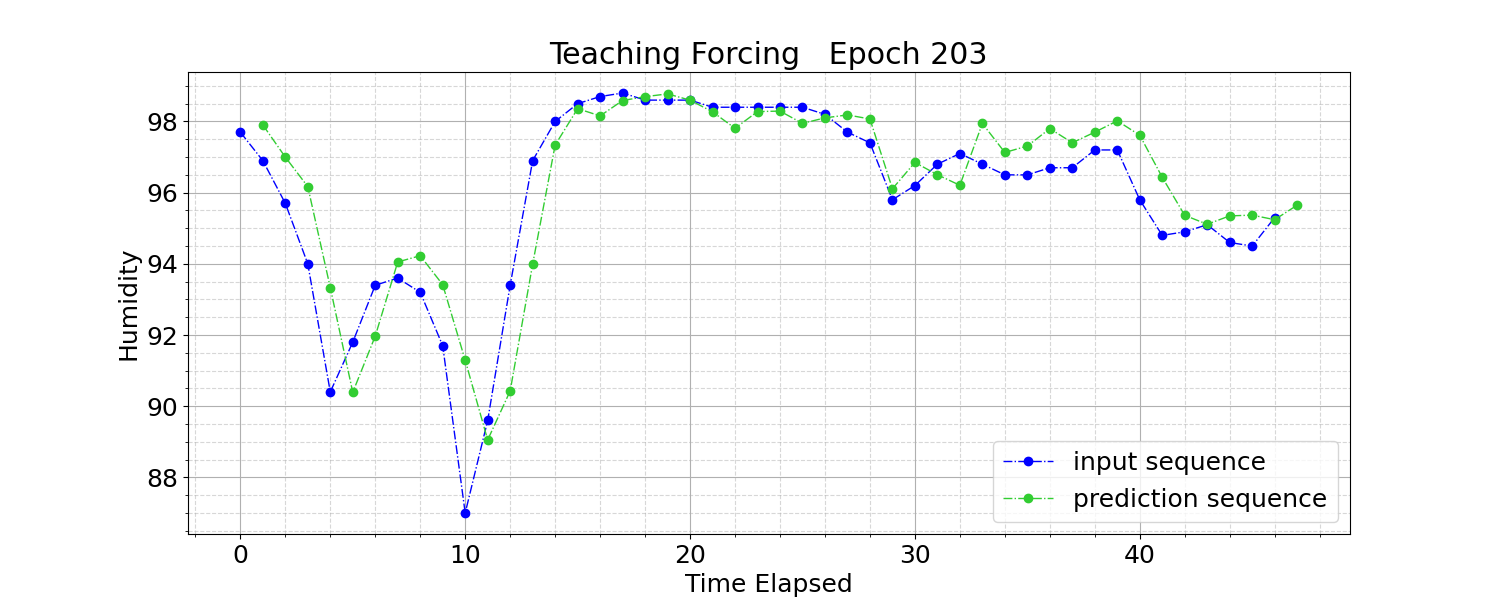 Teaching Forcing   Epoch 203
Humidity
98
96
94
92
90
88
0 10 20 30 40
Time Elapsed
input sequence
prediction sequence